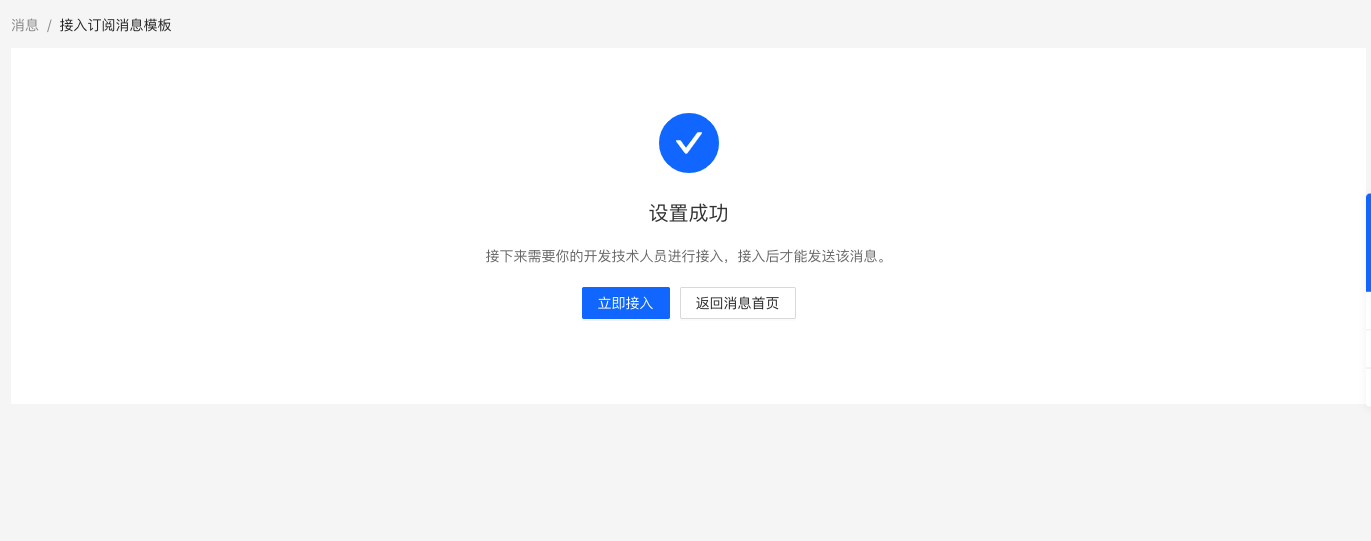 消息 / 接入订阅消息模板
设置成功
接下来需要你的开发技术人员进行接入，接入后才能发送该消息。
立即接入 返回消息首页